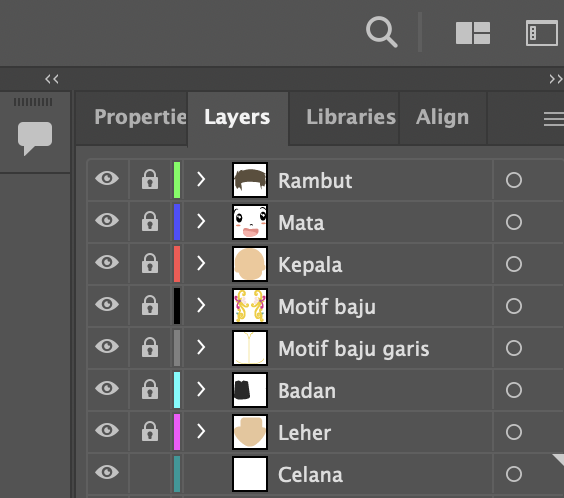 Propertie Layers Libraries Align
Rambut
Mata
Kepala
Motif baju
Motif baju garis
Badan
Leher
Celana